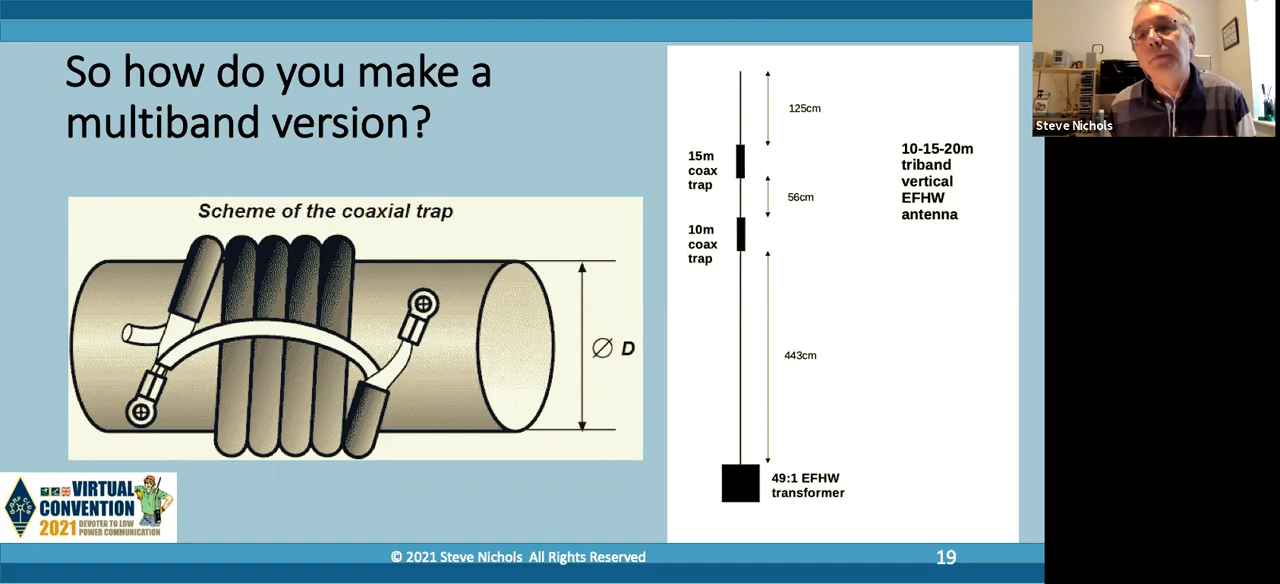 So how do you make a
multiband version?
Scheme of the coaxial trap
Ø D
125cm
15m
coax
trap
56cm
10m
coax
trap
443cm
10-15-20m
triband
vertical
EFHW
antenna
49:1 EFHW
transformer
Steve Nichols
VIRTUAL
CONVENTION
2021 DEVOTED TO LOW
POWER COMMUNICATION
© 2021 Steve Nichols All Rights Reserved
19